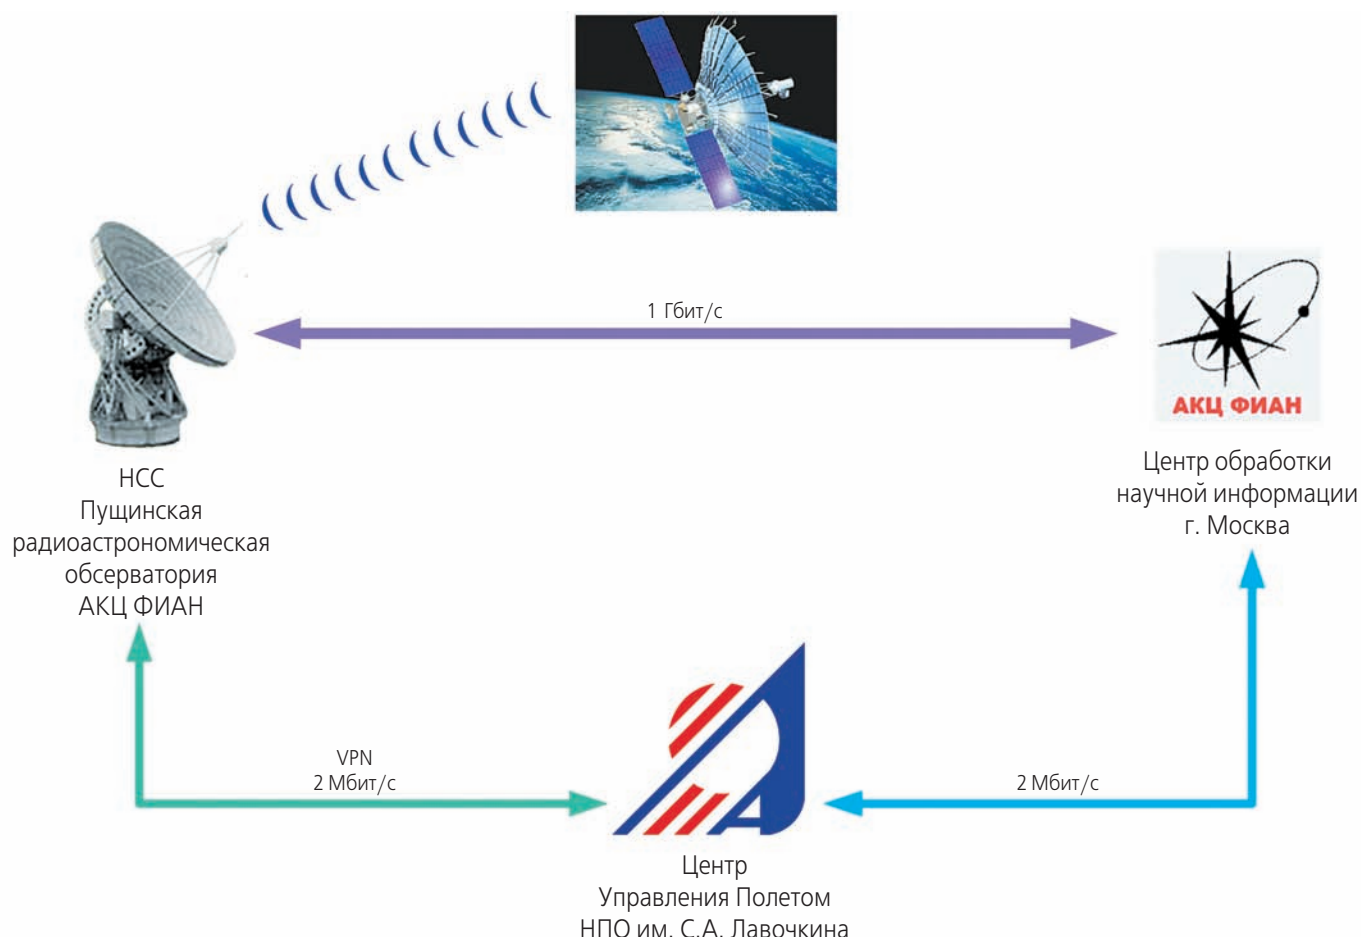 1 Гбит/с
АКЦ ФИАН
НСС
Пущинская
радиоастрономическая
обсерватория
АКЦ ФИАН
Центр обработки
научной информации
г. Москва
VPN
2 Мбит/с
2 Мбит/с
Центр
Управления Полетом
НПО им. С.А. Лавочкина